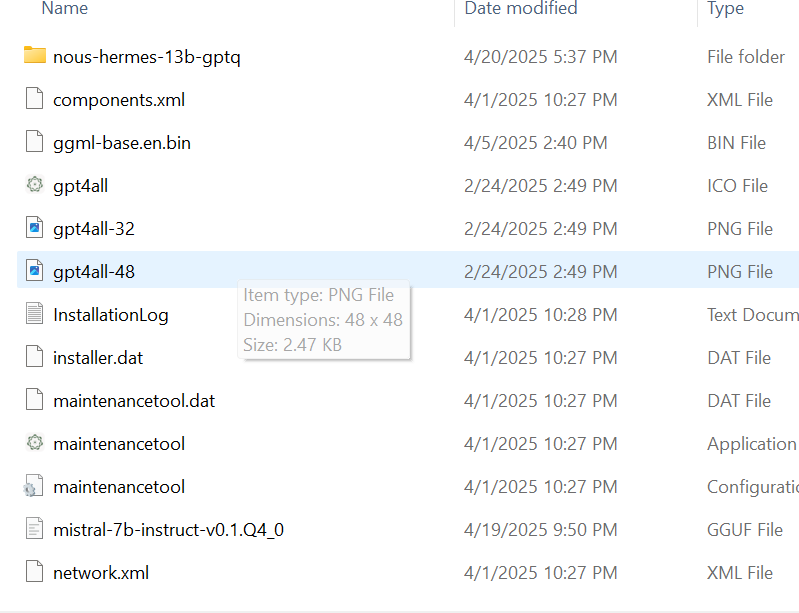 Name Date modified Type
nous-hermes-13b-gptq 4/20/2025 5:37 PM File folder
components.xml 4/1/2025 10:27 PM XML File
ggml-base.en.bin 4/5/2025 2:40 PM BIN File
gpt4all 2/24/2025 2:49 PM ICO File
gpt4all-32 2/24/2025 2:49 PM PNG File
gpt4all-48 2/24/2025 2:49 PM PNG File
Item type: PNG File
Dimensions: 48 x 48
Size: 2.47 KB
InstallationLog 4/1/2025 10:28 PM Text Docum
installer.dat 4/1/2025 10:27 PM DAT File
maintenancetool.dat 4/1/2025 10:27 PM DAT File
maintenancetool 4/1/2025 10:27 PM Application
maintenancetool 4/1/2025 10:27 PM Configuratio
mistral-7b-instruct-v0.1.Q4_0 4/19/2025 9:50 PM GGUF File
network.xml 4/1/2025 10:27 PM XML File